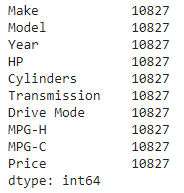 Make 10827
Model 10827
Year 10827
HP 10827
Cylinders 10827
Transmission 10827
Drive Mode 10827
MPG-H 10827
MPG-C 10827
Price 10827
dtype: int64